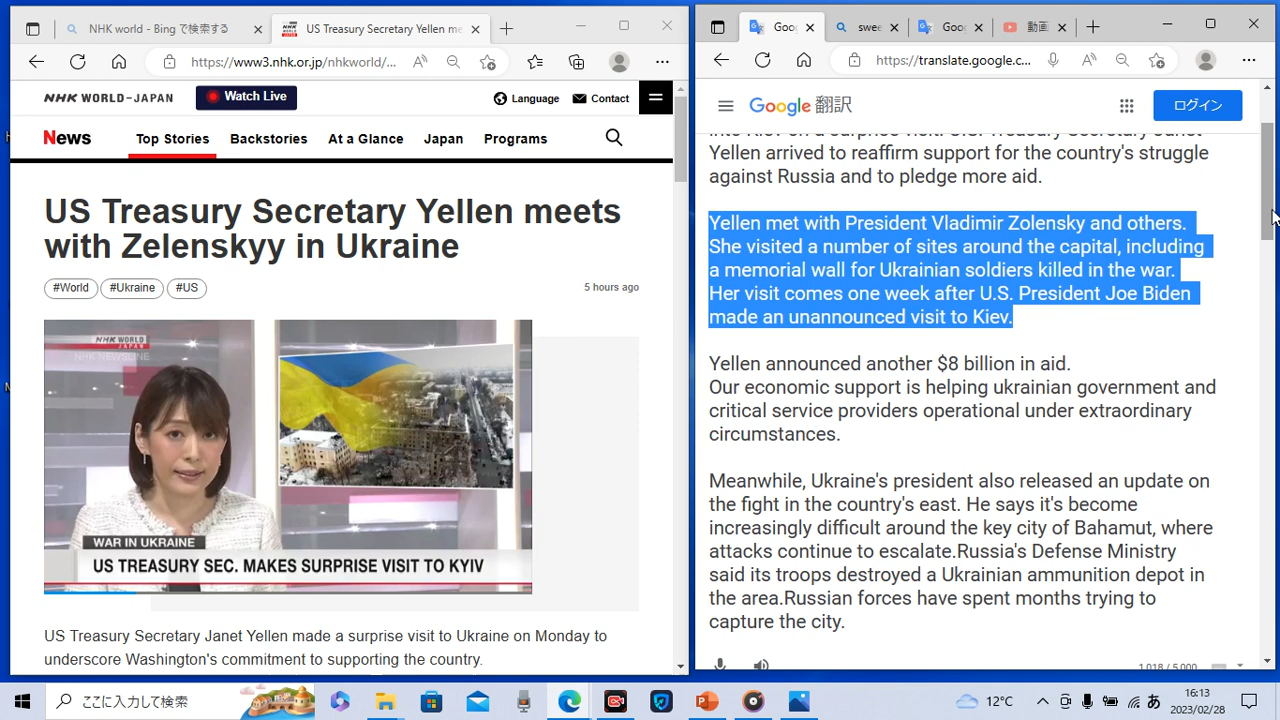 NHK world - Bing で検索する
US Treasury Secretary Yellen me
https://www3.nhk.or.jp/nhkworld/...
NHK WORLD-JAPAN
Watch Live
Language
Contact
News
Top Stories
Backstories
At a Glance
Japan
Programs
US Treasury Secretary Yellen meets
with Zelenskyy in Ukraine
#World
#Ukraine
#US
5 hours ago
NHK WORLD
JAPAN
NHK NEWSLINE
WAR IN UKRAINE
US TREASURY SEC. MAKES SURPRISE VISIT TO KYIV
US Treasury Secretary Janet Yellen made a surprise visit to Ukraine on Monday to
underscore Washington's commitment to supporting the country.
Goo
swee
Goo
動画
https://translate.google.c...
Google 翻訳
ログイン
into Kiev on a surprise visit. U.S. Treasury Secretary Janet
Yellen arrived to reaffirm support for the country's struggle
against Russia and to pledge more aid.
Yellen met with President Vladimir Zolensky and others.
She visited a number of sites around the capital, including
a memorial wall for Ukrainian soldiers killed in the war.
Her visit comes one week after U.S. President Joe Biden
made an unannounced visit to Kiev.
Yellen announced another $8 billion in aid.
Our economic support is helping ukrainian government and
critical service providers operational under extraordinary
circumstances.
Meanwhile, Ukraine's president also released an update on
the fight in the country's east. He says it's become
increasingly difficult around the key city of Bahamut, where
attacks continue to escalate.Russia's Defense Ministry
said its troops destroyed a Ukrainian ammunition depot in
the area.Russian forces have spent months trying to
capture the city.
1,018 / 5,000
ここに入力して検索
12°C
あ
16:13
2023/02/28